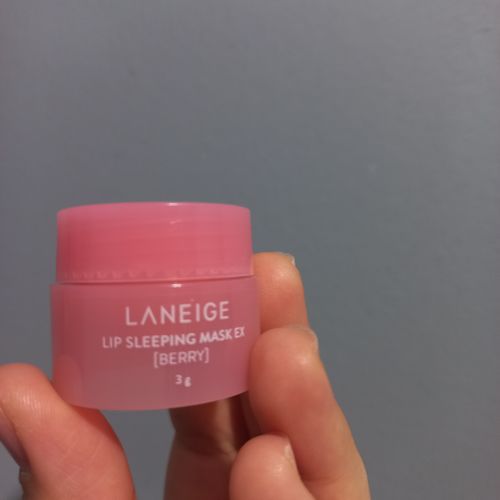 LANEIGE
LIP SLEEPING MASK EX
[BERRY]
3 g